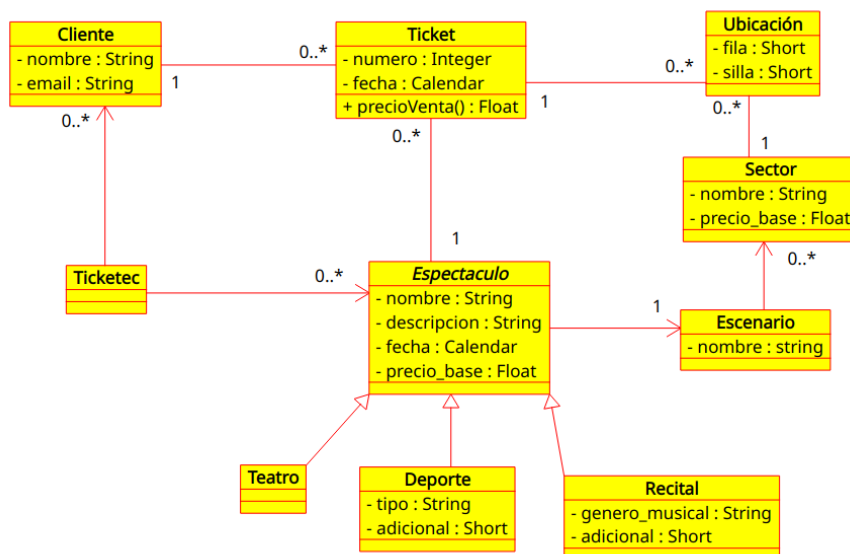 Cliente
- nombre : String
- email : String
0..*
1
0..*
Ticket
- numero : Integer
- fecha : Calendar
+ precioVenta() : Float
0..*
1
0..*
Ubicación
- fila : Short
- silla : Short
0..*
1
Sector
- nombre : String
- precio_base : Float
0..*
Ticketec
0..*
1
Espectaculo
- nombre : String
- descripcion : String
- fecha : Calendar
- precio_base : Float
1
Escenario
- nombre : string
Teatro
Deporte
- tipo : String
- adicional : Short
Recital
- genero_musical : String
- adicional : Short